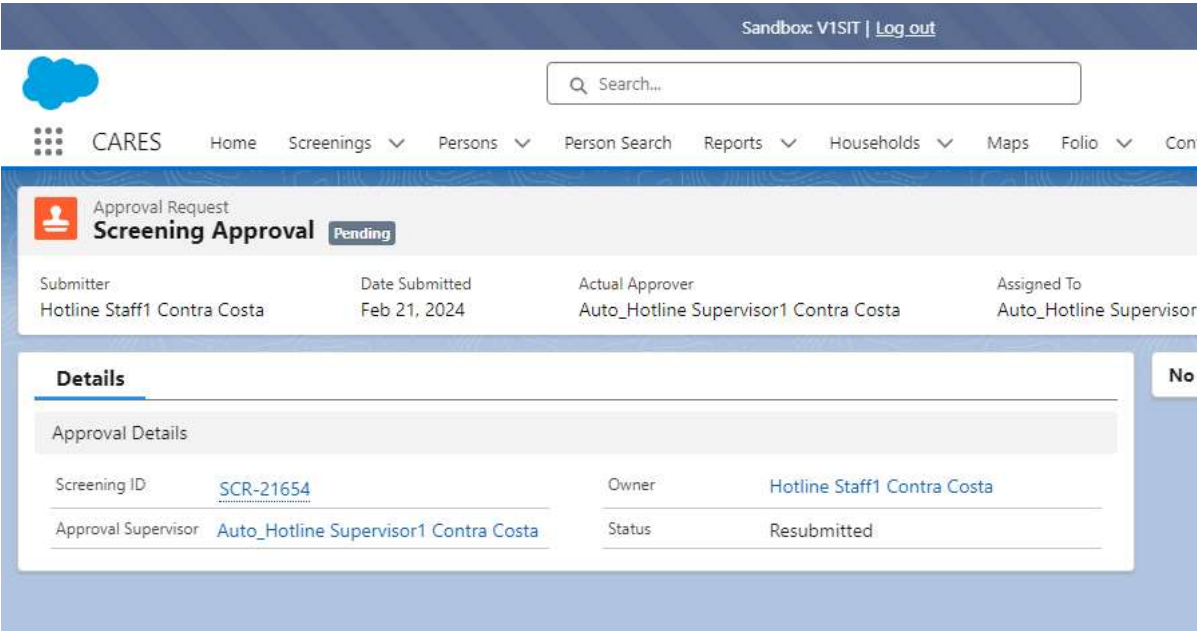 Sandbox: V1SIT | Log out
Search...
CARES Home Screenings Persons Person Search Reports Households Maps Folio Con
Approval Request
Screening Approval Pending
Submitter Date Submitted Actual Approver Assigned To
Hotline Staff1 Contra Costa Feb 21, 2024 Auto_Hotline Supervisor1 Contra Costa Auto_Hotline Supervisor
Details No
Approval Details
Screening ID SCR-21654 Owner Hotline Staff1 Contra Costa
Approval Supervisor Auto_Hotline Supervisor1 Contra Costa Status Resubmitted